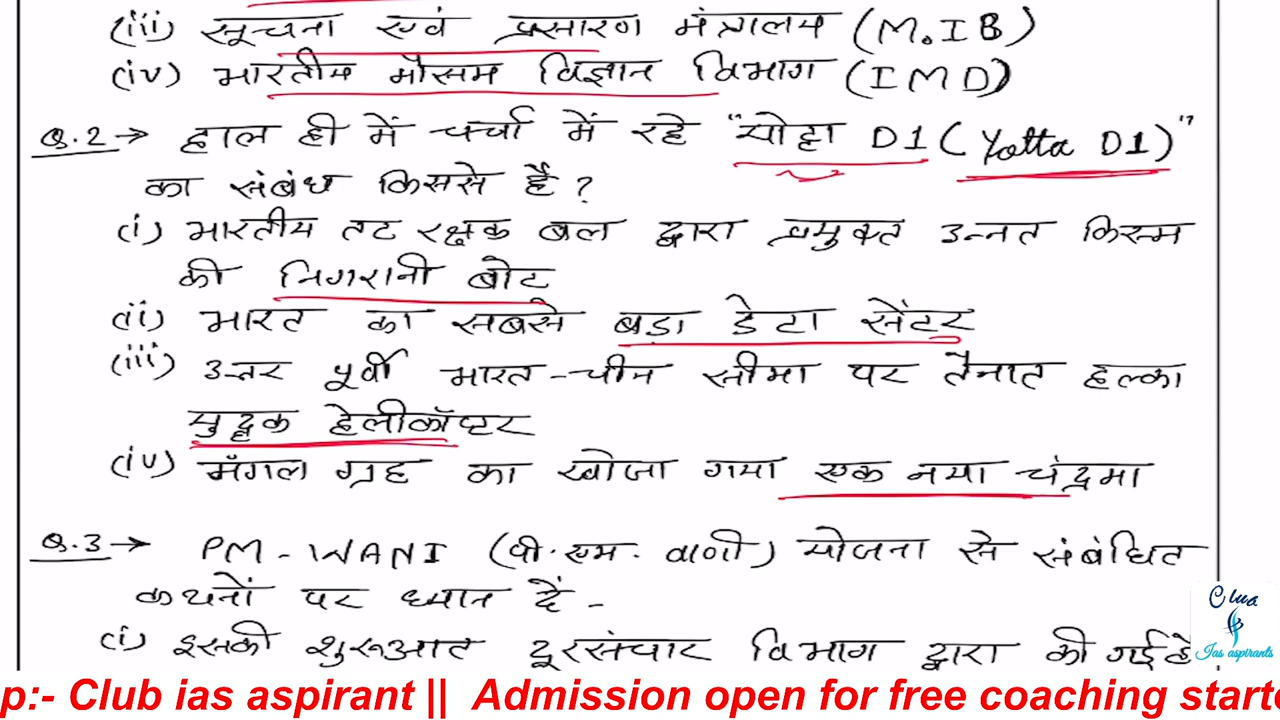 (iii) सूचना एवं प्रसारण मंत्रालय (M.IB)
(iv) भारतीय मौसम विज्ञान विभाग (IMD)
Q.2 → हाल ही में चर्चा में रहे "योट्टा D1 (Yotta D1)"
का संबंध किससे है?
(i) भारतीय तट रक्षक बल द्वारा प्रयुक्त उन्नत किस्म
की निगरानी बोट
(ii) भारत का सबसे बड़ा डेटा सेंटर
(iii) उत्तर पूर्वी भारत-चीन सीमा पर तैनात हल्का
युद्धक हेलीकॉप्टर
(iv) मंगल ग्रह का खोजा गया एक नया चंद्रमा
Q.3 → PM-WANI (पी.एम. वाणी) योजना से संबंधित
कथनों पर ध्यान दें -
(i) इसकी शुरूआत दूरसंचार विभाग द्वारा की गई है
Club
Ias aspirants
p:- Club ias aspirant || Admission open for free coaching starte